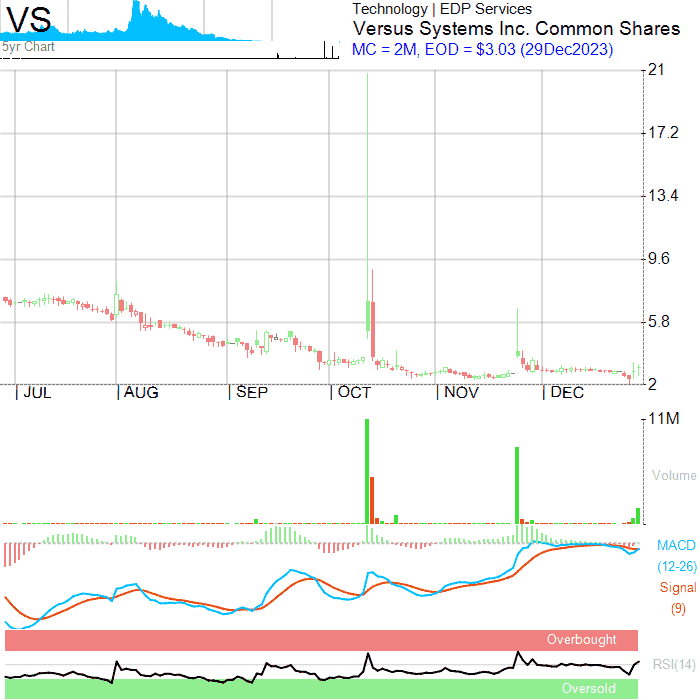 VS
5yr Chart
Technology | EDP Services
Versus Systems Inc. Common Shares
MC = 2M, EOD = $3.03 (29Dec2023)
21
17.2
13.4
9.6
5.8
2
JUL AUG SEP OCT NOV DEC
11M
Volume
MACD
(12-26)
Signal
(9)
Overbought
RSI(14)
Oversold